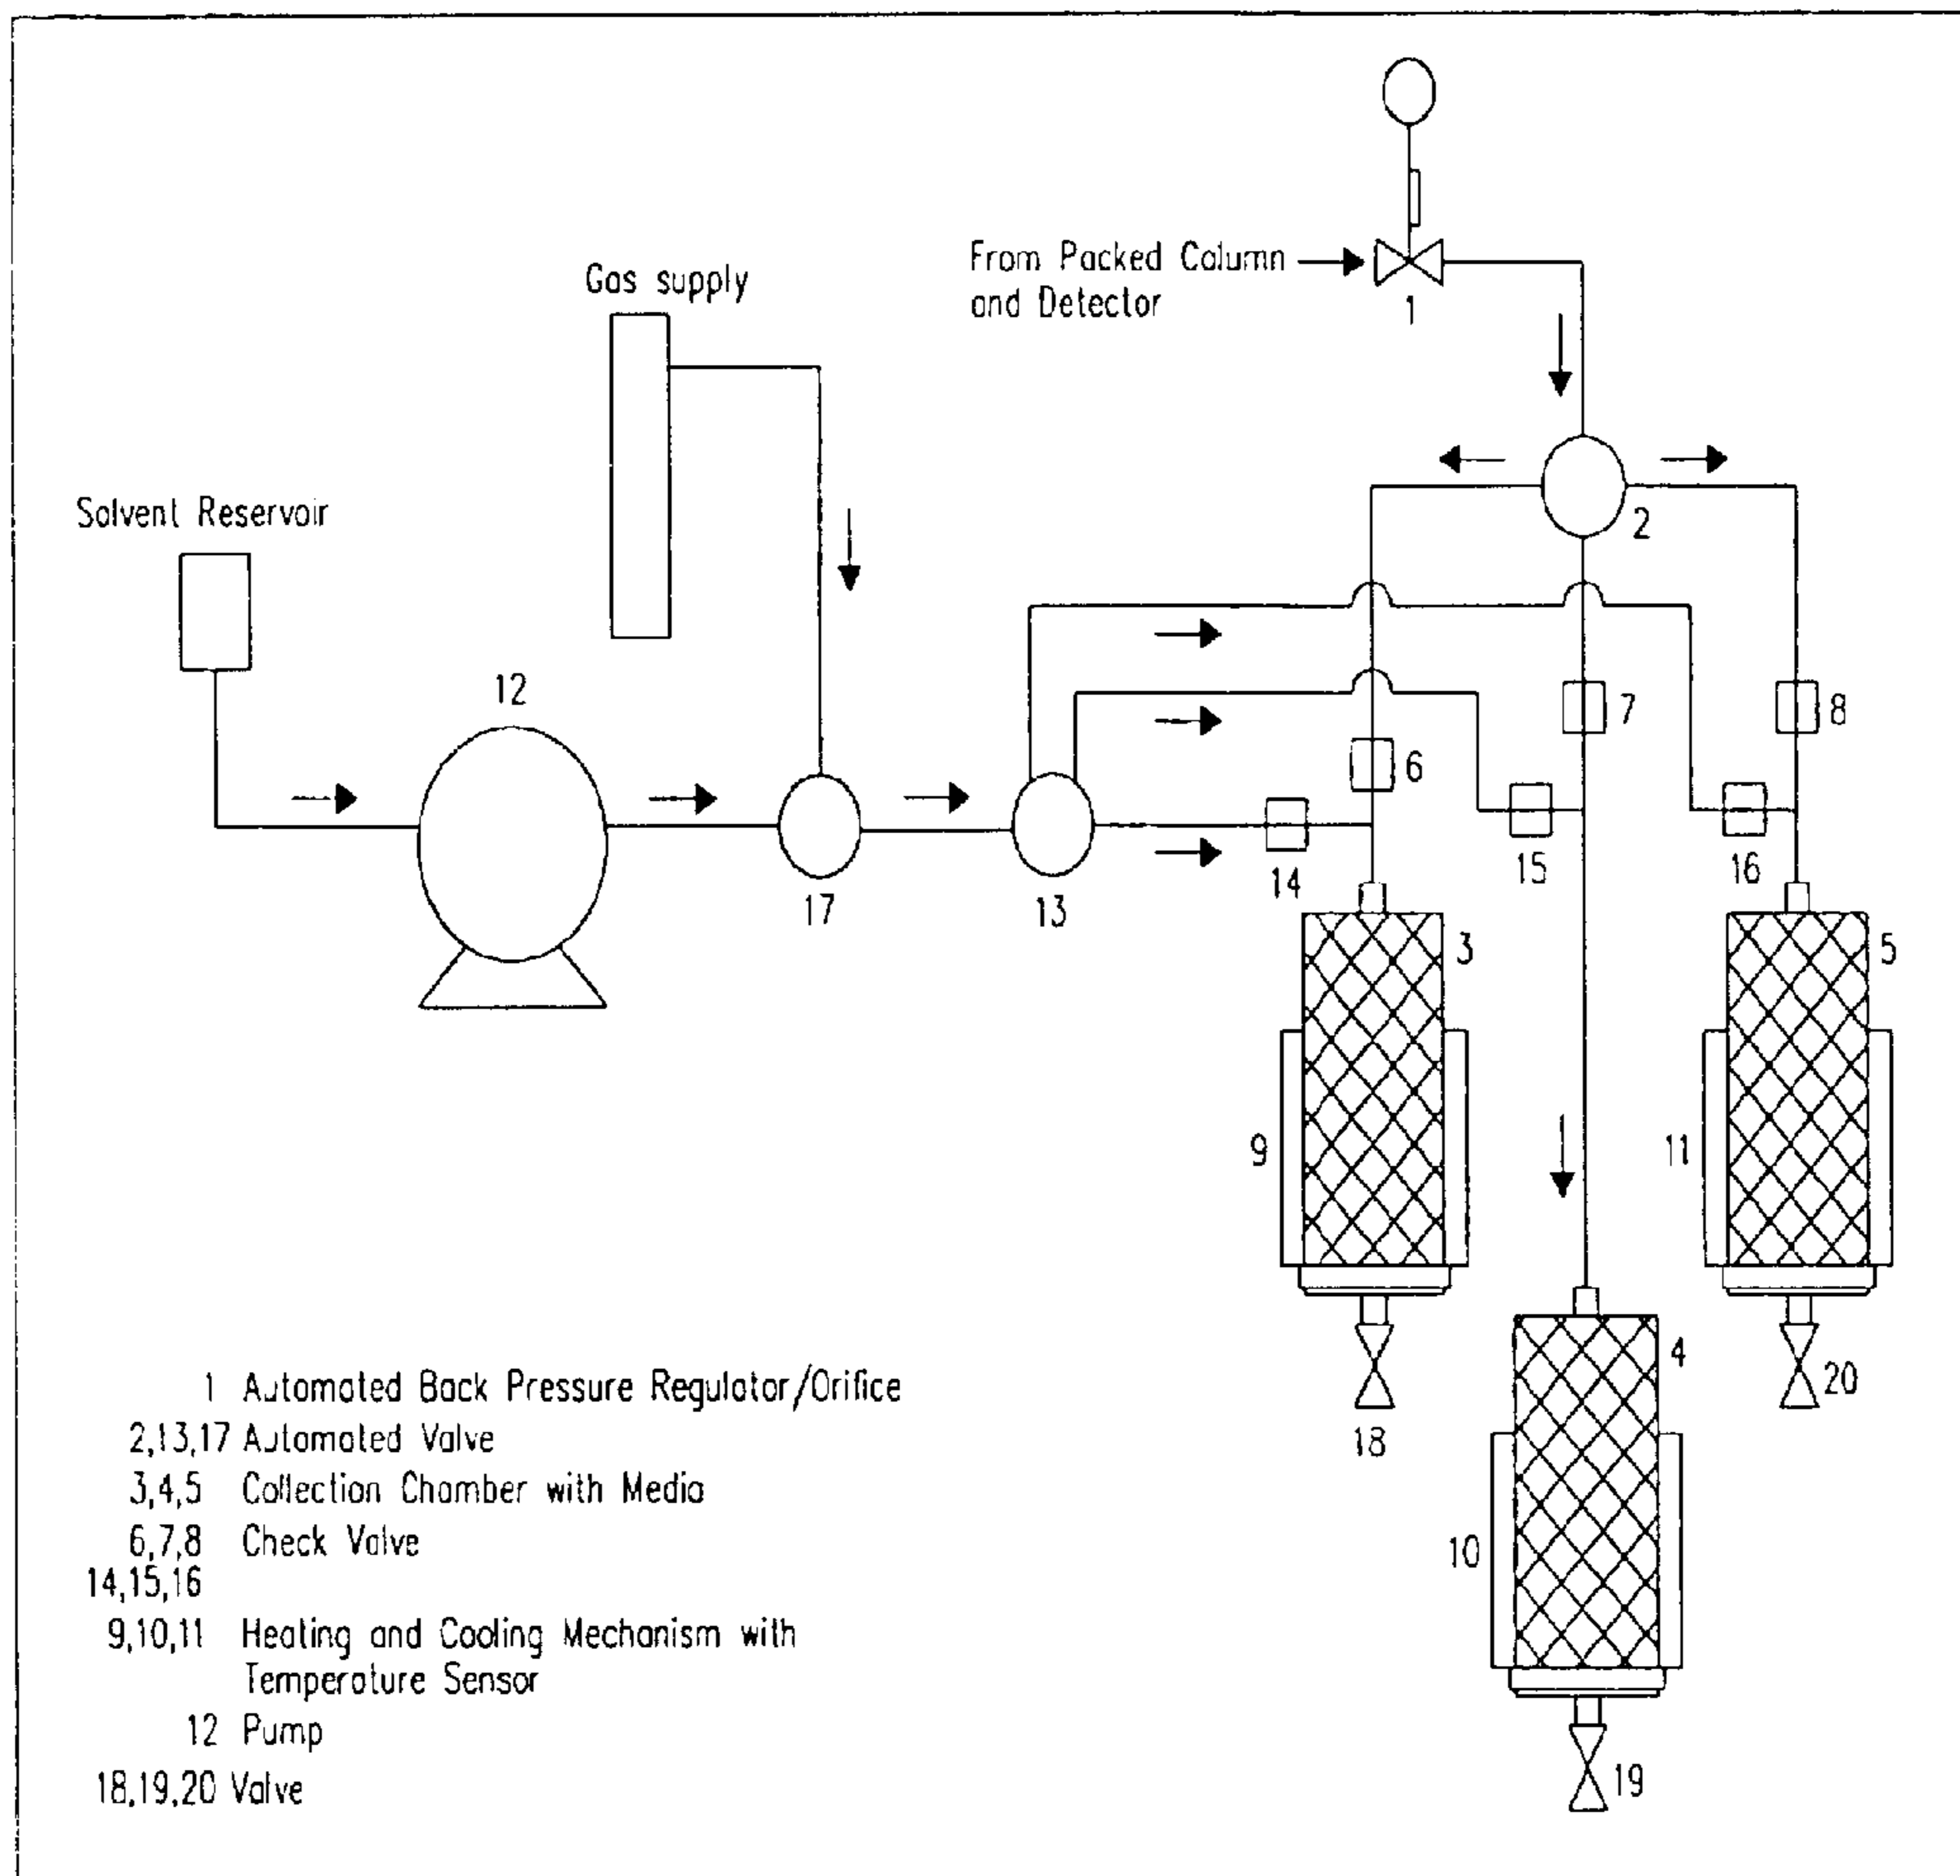 From Packed Column
and Detector
1
Gas supply
2
Solvent Reservoir
12
7
8
6
17
13
14
15
16
3
5
9
11
4
18
20
10
19
1 Automated Back Pressure Regulator/Orifice
2,13,17 Automated Valve
3,4,5 Collection Chamber with Media
6,7,8 Check Valve
14,15,16
9,10,11 Heating and Cooling Mechanism with
Temperature Sensor
12 Pump
18,19,20 Valve